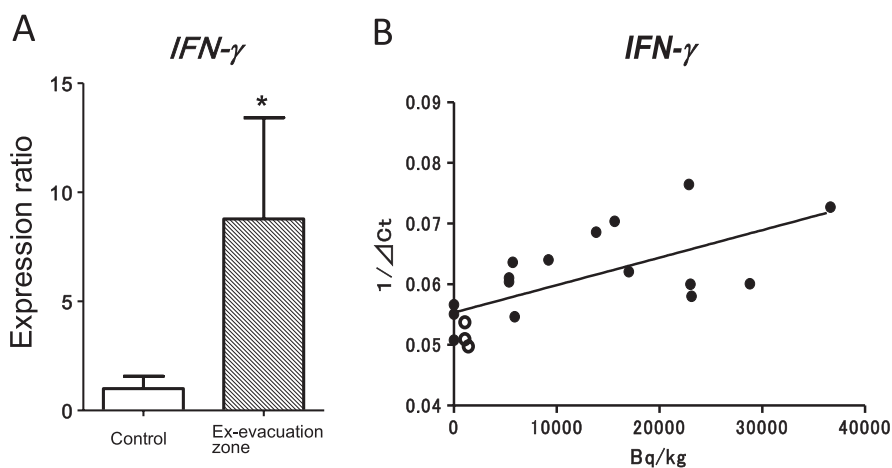 A
IFN-γ
Expression ratio
15
10
5
0
*
Control
Ex-evacuation
zone
B
IFN-γ
1/⊿Ct
0.09
0.08
0.07
0.06
0.05
0.04
0
10000
20000
30000
40000
Bq/kg